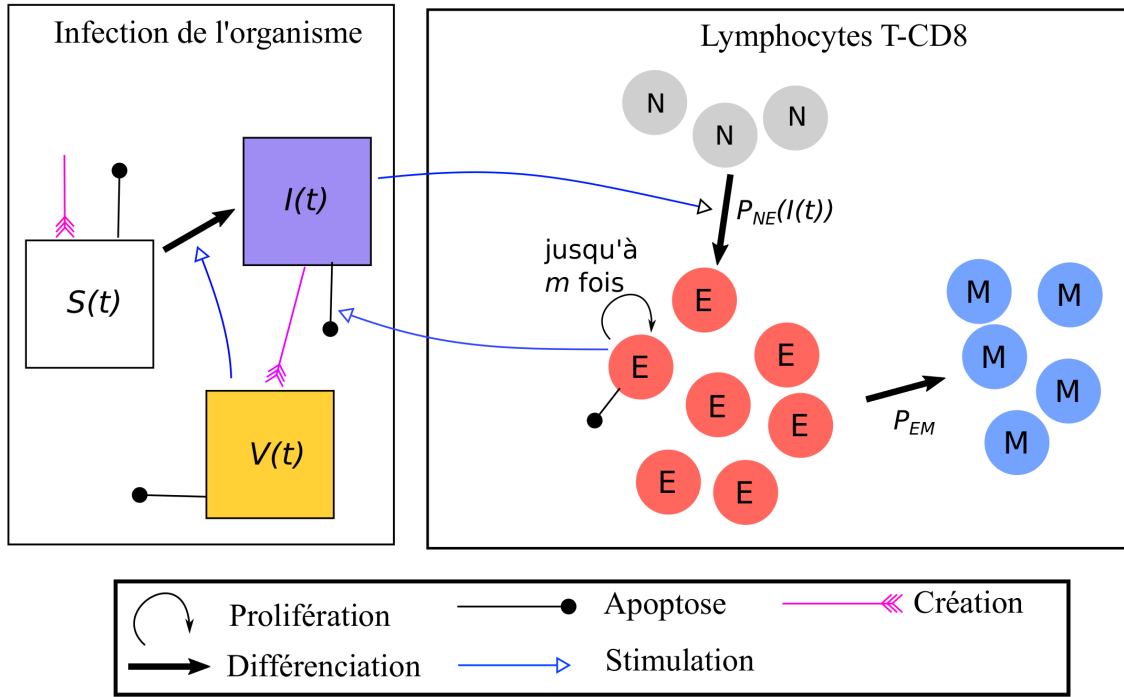 Infection de l'organisme
S(t)
I(t)
V(t)
Lymphocytes T-CD8
N
N
N
P_NE(I(t))
jusqu'à
m fois
E
E
E
E
E
E
E
P_EM
M
M
M
M
M
Prolifération
Apoptose
Création
Différenciation
Stimulation